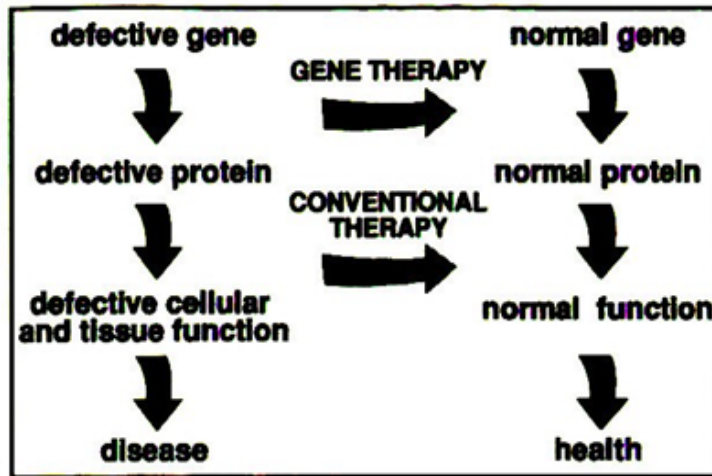 defective gene
normal gene
GENE THERAPY
defective protein
normal protein
CONVENTIONAL
THERAPY
defective cellular
and tissue function
normal function
disease
health